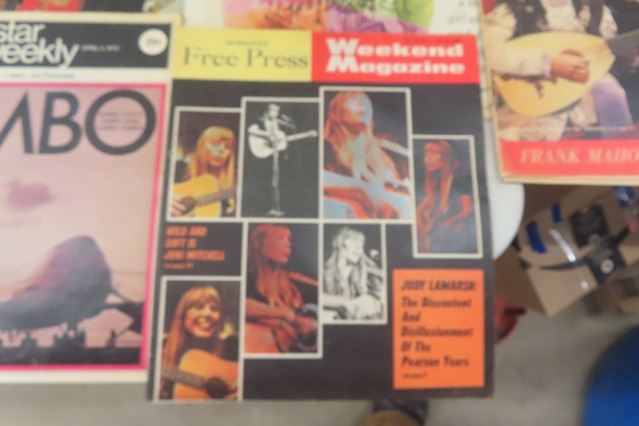 star
weekly
ABO
Free Press
Weekend
Magazine
WILD AND
SOFT IS
JONI MITCHELL
JUDY LAMARSH:
The Discontent
And
Disillusionment
Of The
Pearson Years
FRANK MAHO